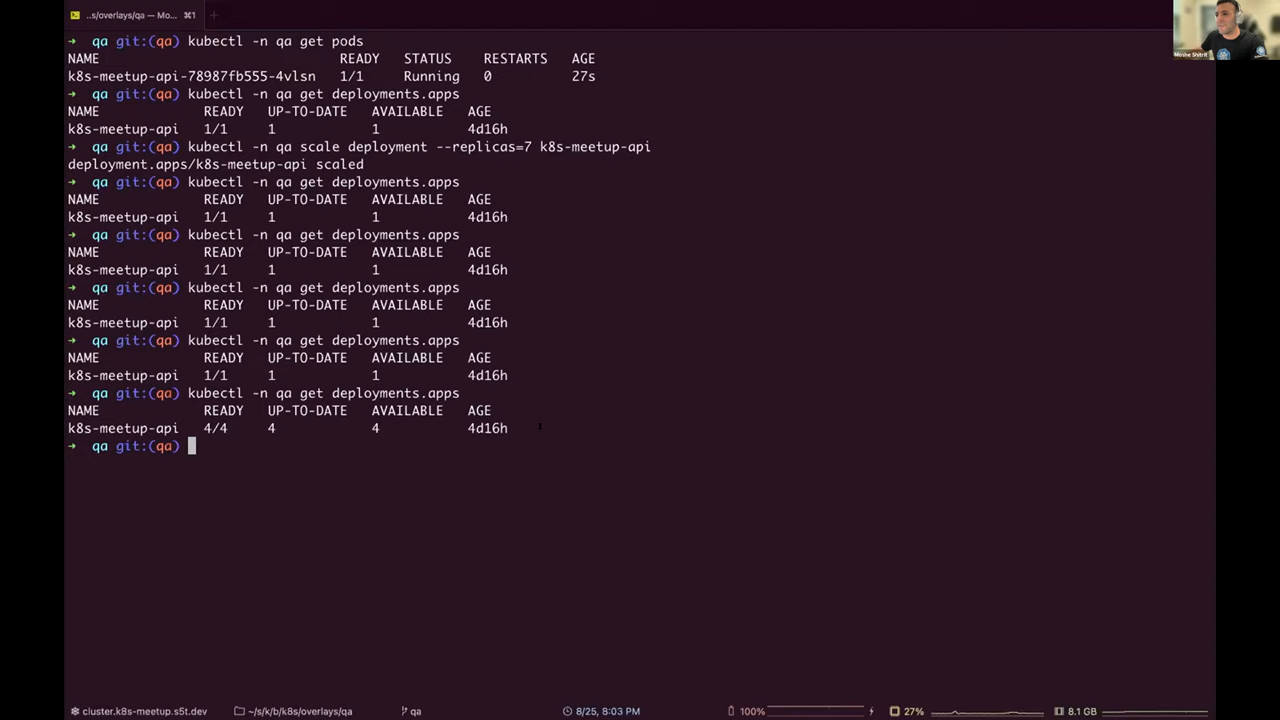 ..s/overlays/qa — Mo... ⌘1
Moshe Shitrit
→ qa git:(qa) kubectl -n qa get pods
NAME READY STATUS RESTARTS AGE
k8s-meetup-api-78987fb555-4vlsn 1/1 Running 0 27s
→ qa git:(qa) kubectl -n qa get deployments.apps
NAME READY UP-TO-DATE AVAILABLE AGE
k8s-meetup-api 1/1 1 1 4d16h
→ qa git:(qa) kubectl -n qa scale deployment --replicas=7 k8s-meetup-api
deployment.apps/k8s-meetup-api scaled
→ qa git:(qa) kubectl -n qa get deployments.apps
NAME READY UP-TO-DATE AVAILABLE AGE
k8s-meetup-api 1/1 1 1 4d16h
→ qa git:(qa) kubectl -n qa get deployments.apps
NAME READY UP-TO-DATE AVAILABLE AGE
k8s-meetup-api 1/1 1 1 4d16h
→ qa git:(qa) kubectl -n qa get deployments.apps
NAME READY UP-TO-DATE AVAILABLE AGE
k8s-meetup-api 1/1 1 1 4d16h
→ qa git:(qa) kubectl -n qa get deployments.apps
NAME READY UP-TO-DATE AVAILABLE AGE
k8s-meetup-api 1/1 1 1 4d16h
→ qa git:(qa) kubectl -n qa get deployments.apps
NAME READY UP-TO-DATE AVAILABLE AGE
k8s-meetup-api 4/4 4 4 4d16h
→ qa git:(qa)
cluster.k8s-meetup.s5t.dev ~/s/k/b/k8s/overlays/qa qa 8/25, 8:03 PM 100% 27% 8.1 GB